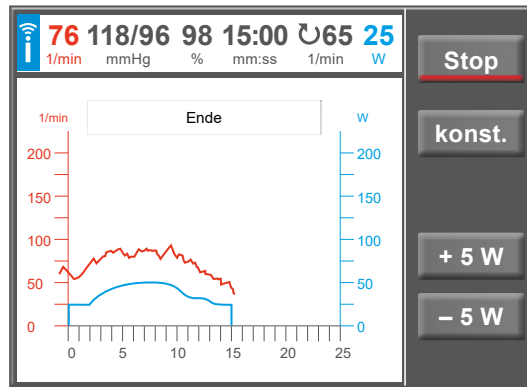 76 118/96 98 15:00 ↻65 25
1/min mmHg % mm:ss 1/min W
Stop
konst.
+ 5 W
– 5 W
Ende
1/min W
200 200
150 150
100 100
50 50
0 0
0 5 10 15 20 25